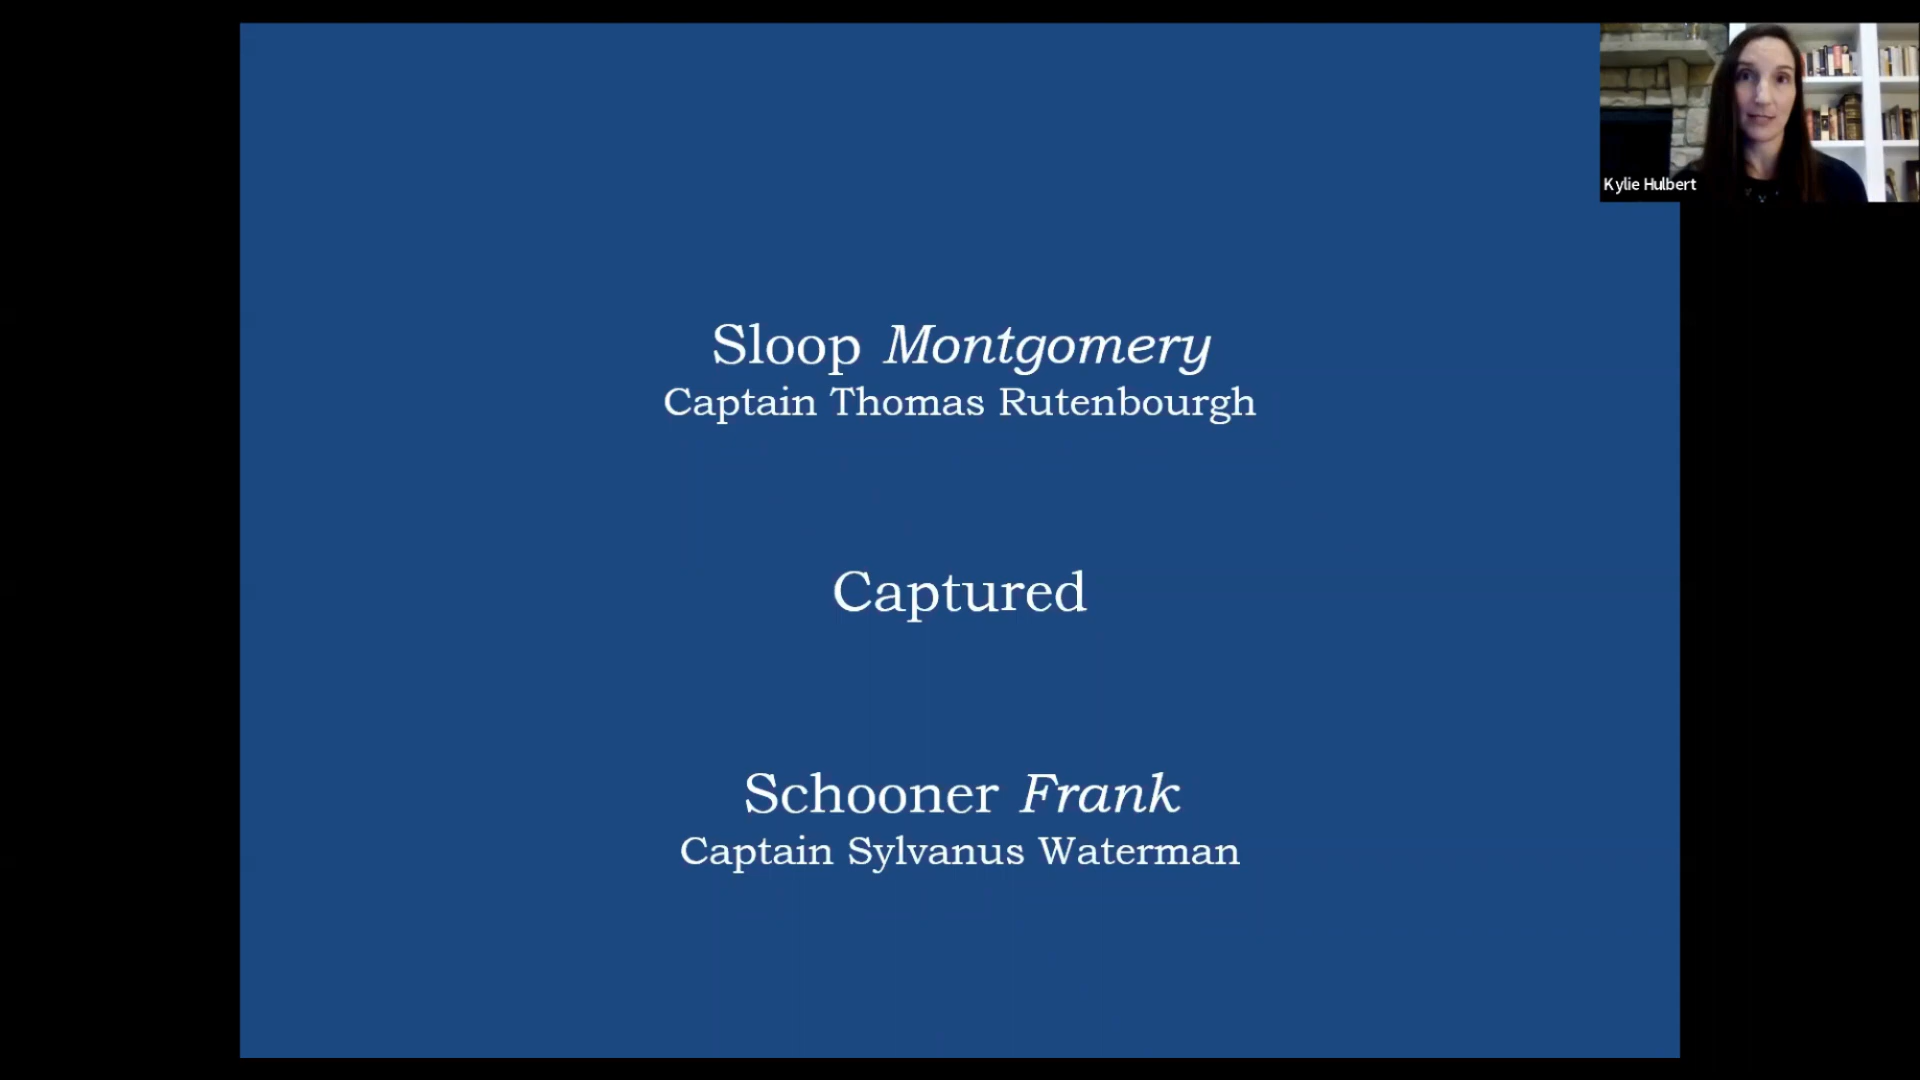 Sloop Montgomery
Captain Thomas Rutenbourgh
Captured
Schooner Frank
Captain Sylvanus Waterman
Kylie Hulbert